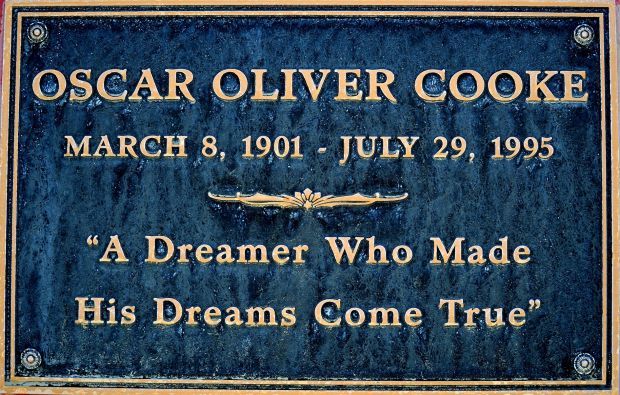 OSCAR OLIVER COOKE
MARCH 8, 1901 - JULY 29, 1995
“A Dreamer Who Made
His Dreams Come True”